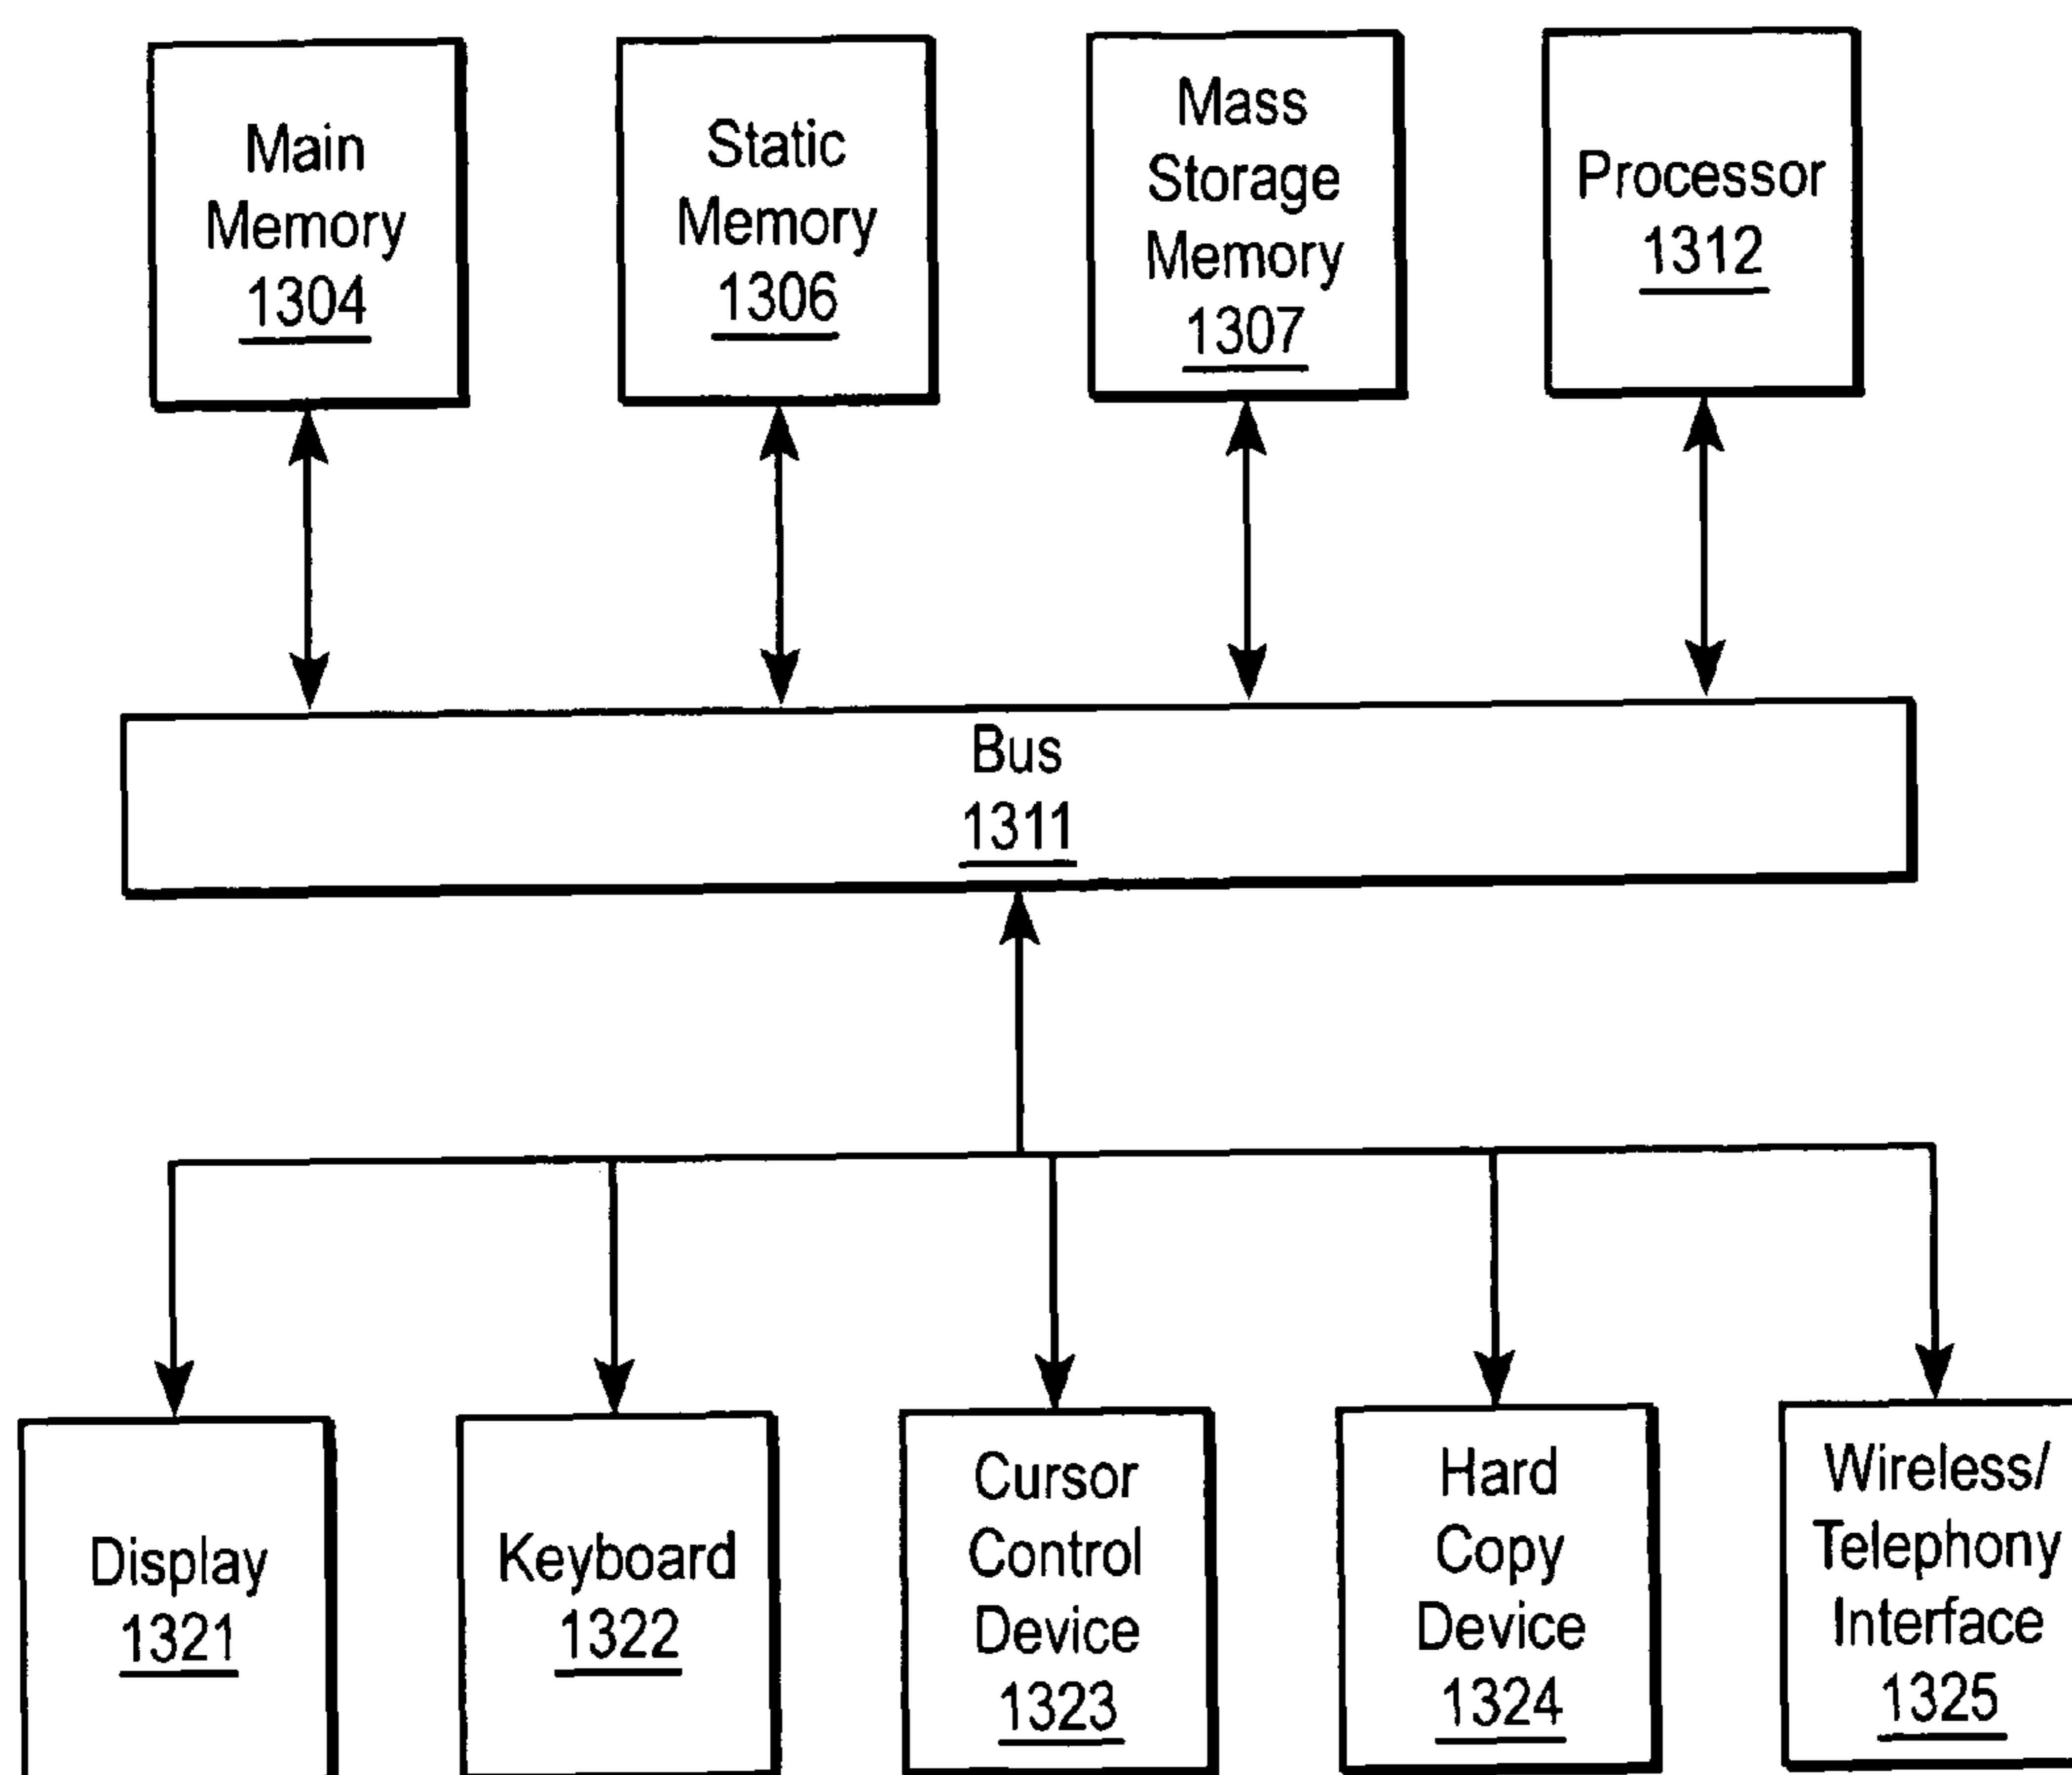 Main
Memory
1304
Static
Memory
1306
Mass
Storage
Memory
1307
Processor
1312
Bus
1311
Display
1321
Keyboard
1322
Cursor
Control
Device
1323
Hard
Copy
Device
1324
Wireless/
Telephony
Interface
1325